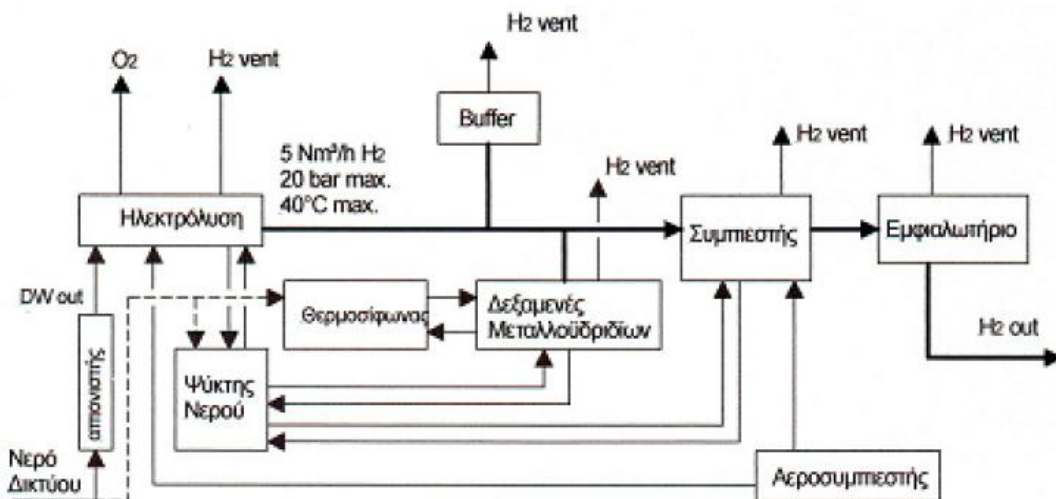 H2 vent
O2
H2 vent
Buffer
5 Nm³/h H2
20 bar max.
40°C max.
H2 vent
H2 vent
H2 vent
Ηλεκτρόλυση
Συμπιεστής
Εμφιαλωτήριο
DW out
Θερμοσίφωνας
Δεξαμενές
Μεταλλοϋδριδίων
H2 out
απιονιστής
Ψύκτης
Νερού
Νερό
Δικτύου
Αεροσυμπιεστής